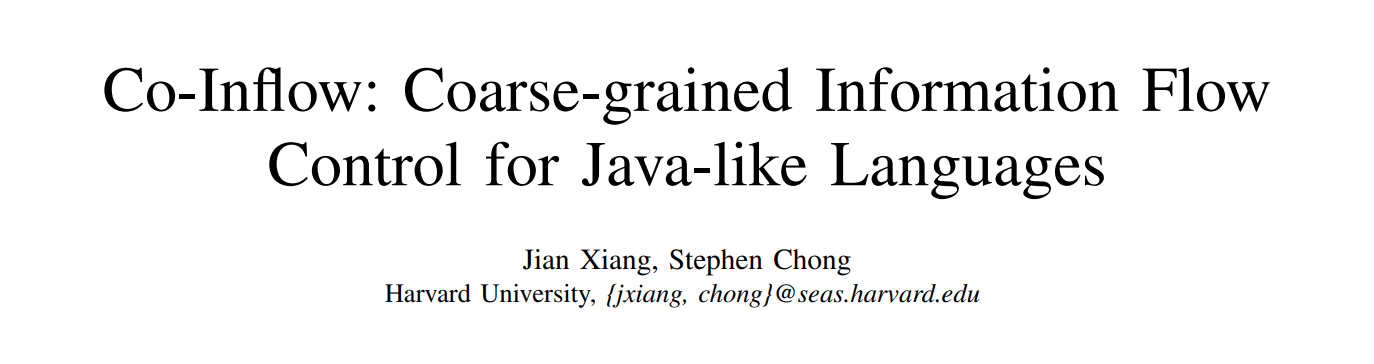 Co-Inflow: Coarse-grained Information Flow
Control for Java-like Languages
Jian Xiang, Stephen Chong
Harvard University, {jxiang, chong}@seas.harvard.edu